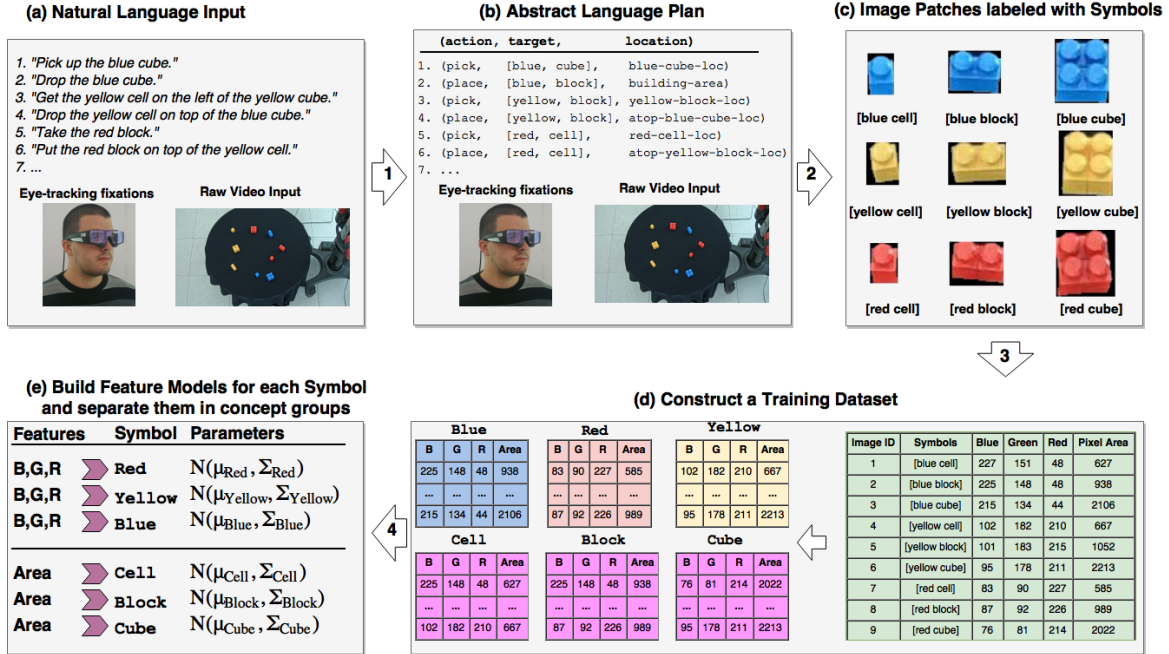 (a) Natural Language Input
1. "Pick up the blue cube."
2. "Drop the blue cube."
3. "Get the yellow cell on the left of the yellow cube."
4. "Drop the yellow cell on top of the blue cube."
5. "Take the red block."
6. "Put the red block on top of the yellow cell."
7. ...
Eye-tracking fixations Raw Video Input
1
(b) Abstract Language Plan
(action, target, location)
1. (pick, [blue, cube], blue-cube-loc)
2. (place, [blue, block], building-area)
3. (pick, [yellow, block], yellow-block-loc)
4. (place, [yellow, block], atop-blue-cube-loc)
5. (pick, [red, cell], red-cell-loc)
6. (place, [red, cell], atop-yellow-block-loc)
7. ...
Eye-tracking fixations Raw Video Input
2
(c) Image Patches labeled with Symbols
[blue cell] [blue block] [blue cube]
[yellow cell] [yellow block] [yellow cube]
[red cell] [red block] [red cube]
3
(d) Construct a Training Dataset
Image ID Symbols Blue Green Red Pixel Area
1 [blue cell] 227 151 48 627
2 [blue block] 225 148 48 938
3 [blue cube] 215 134 44 2106
4 [yellow cell] 102 182 210 667
5 [yellow block] 101 183 215 1052
6 [yellow cube] 95 178 211 2213
7 [red cell] 83 90 227 585
8 [red block] 87 92 226 989
9 [red cube] 76 81 214 2022
Blue
B G R Area
225 148 48 938
... ... ... ...
215 134 44 2106
Red
B G R Area
83 90 227 585
... ... ... ...
87 92 226 989
Yellow
B G R Area
102 182 210 667
... ... ... ...
95 178 211 2213
Cell
B G R Area
225 148 48 627
... ... ... ...
102 182 210 667
Block
B G R Area
225 148 48 938
... ... ... ...
87 92 226 989
Cube
B G R Area
76 81 214 2022
... ... ... ...
95 178 211 2213
4
(e) Build Feature Models for each Symbol
and separate them in concept groups
Features Symbol Parameters
B,G,R Red N(μRed, ΣRed)
B,G,R Yellow N(μYellow, ΣYellow)
B,G,R Blue N(μBlue, ΣBlue)
Area Cell N(μCell, ΣCell)
Area Block N(μBlock, ΣBlock)
Area Cube N(μCube, ΣCube)